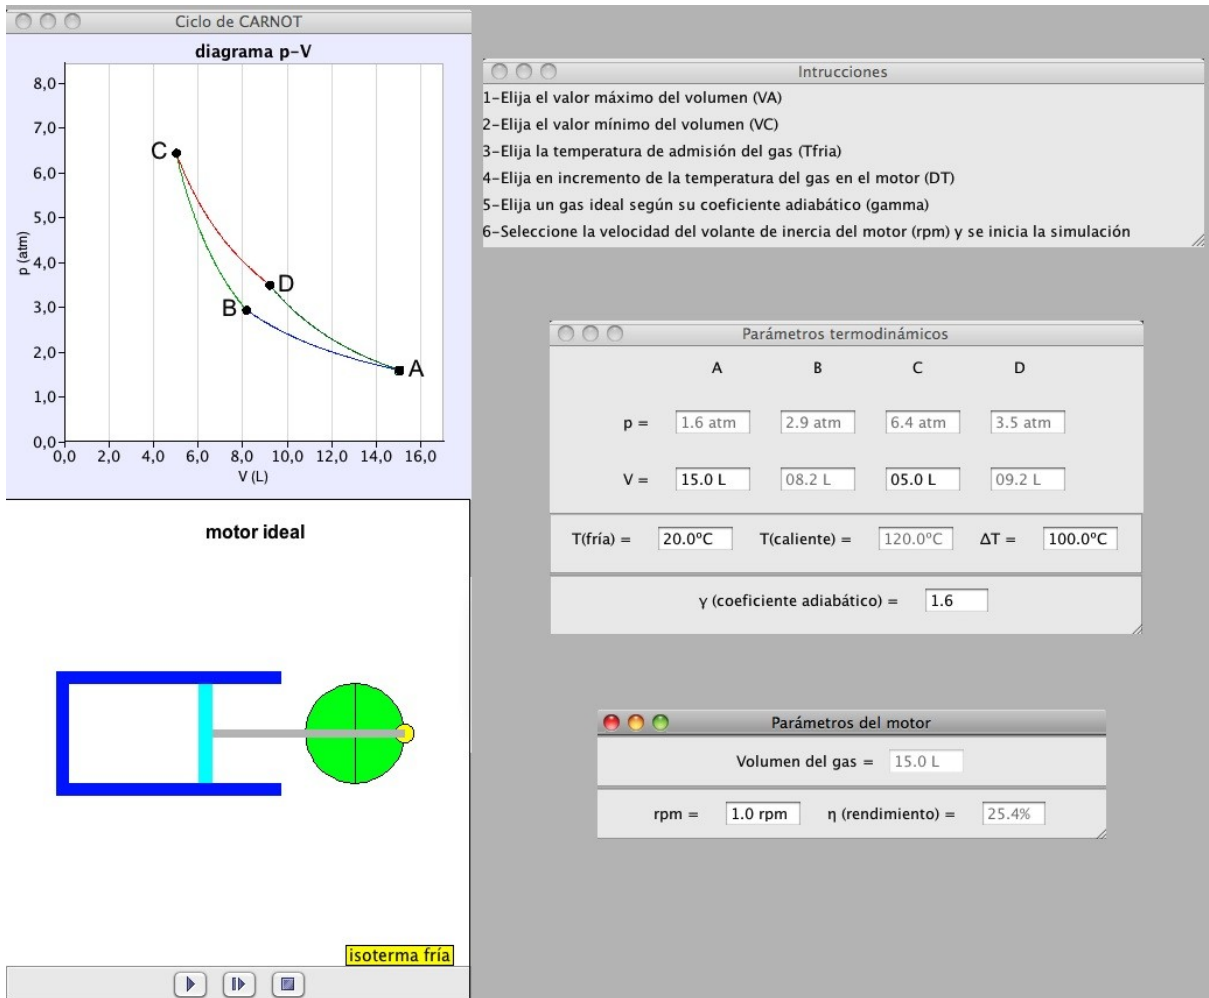 Ciclo de CARNOT
diagrama p-V
8,0
7,0
6,0
5,0
4,0
3,0
2,0
1,0
0,0
p (atm)
C
D
B
A
0,0 2,0 4,0 6,0 8,0 10,0 12,0 14,0 16,0
V (L)
motor ideal
isoterma fría
Intrucciones
1-Elija el valor máximo del volumen (VA)
2-Elija el valor mínimo del volumen (VC)
3-Elija la temperatura de admisión del gas (Tfria)
4-Elija en incremento de la temperatura del gas en el motor (DT)
5-Elija un gas ideal según su coeficiente adiabático (gamma)
6-Seleccione la velocidad del volante de inercia del motor (rpm) y se inicia la simulación
Parámetros termodinámicos
A B C D
p = 1.6 atm 2.9 atm 6.4 atm 3.5 atm
V = 15.0 L 08.2 L 05.0 L 09.2 L
T(fría) = 20.0ºC T(caliente) = 120.0ºC ΔT = 100.0ºC
γ (coeficiente adiabático) = 1.6
Parámetros del motor
Volumen del gas = 15.0 L
rpm = 1.0 rpm η (rendimiento) = 25.4%